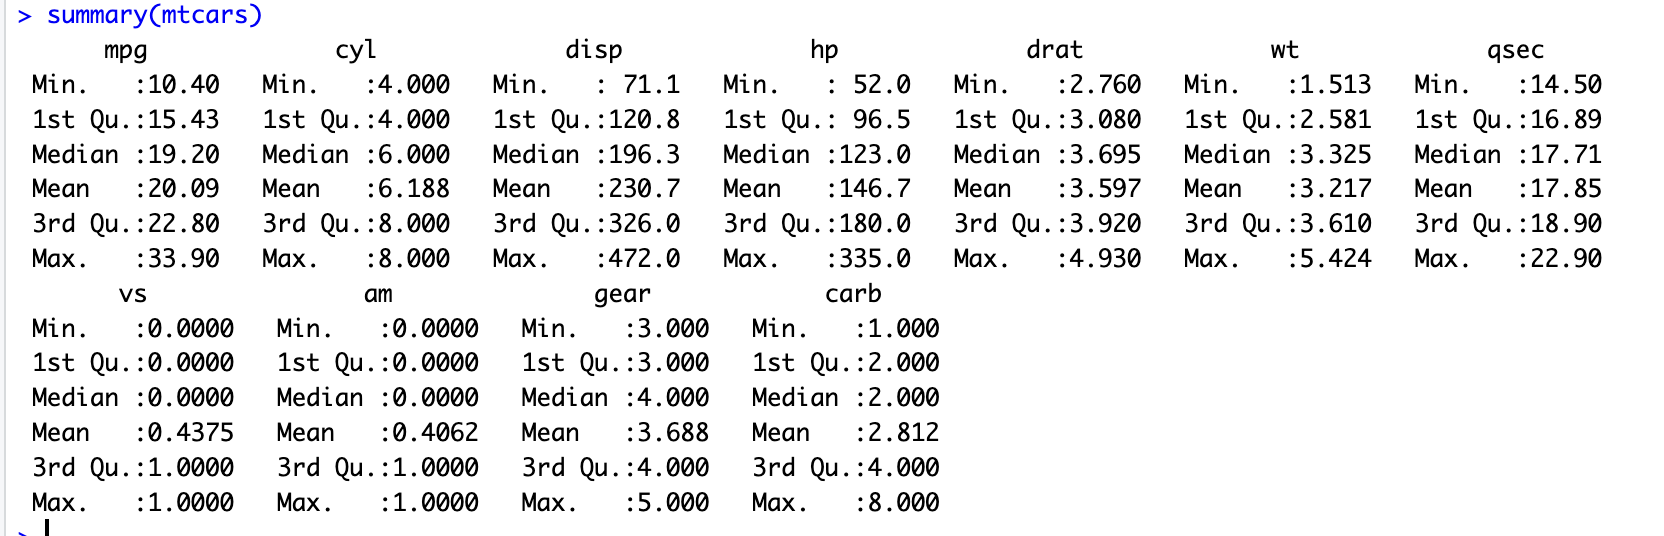 > summary(mtcars)
      mpg             cyl             disp             hp             drat             wt             qsec
 Min.   :10.40   Min.   :4.000   Min.   : 71.1   Min.   : 52.0   Min.   :2.760   Min.   :1.513   Min.   :14.50
 1st Qu.:15.43   1st Qu.:4.000   1st Qu.:120.8   1st Qu.: 96.5   1st Qu.:3.080   1st Qu.:2.581   1st Qu.:16.89
 Median :19.20   Median :6.000   Median :196.3   Median :123.0   Median :3.695   Median :3.325   Median :17.71
 Mean   :20.09   Mean   :6.188   Mean   :230.7   Mean   :146.7   Mean   :3.597   Mean   :3.217   Mean   :17.85
 3rd Qu.:22.80   3rd Qu.:8.000   3rd Qu.:326.0   3rd Qu.:180.0   3rd Qu.:3.920   3rd Qu.:3.610   3rd Qu.:18.90
 Max.   :33.90   Max.   :8.000   Max.   :472.0   Max.   :335.0   Max.   :4.930   Max.   :5.424   Max.   :22.90
       vs               am              gear            carb
 Min.   :0.0000   Min.   :0.0000   Min.   :3.000   Min.   :1.000
 1st Qu.:0.0000   1st Qu.:0.0000   1st Qu.:3.000   1st Qu.:2.000
 Median :0.0000   Median :0.0000   Median :4.000   Median :2.000
 Mean   :0.4375   Mean   :0.4062   Mean   :3.688   Mean   :2.812
 3rd Qu.:1.0000   3rd Qu.:1.0000   3rd Qu.:4.000   3rd Qu.:4.000
 Max.   :1.0000   Max.   :1.0000   Max.   :5.000   Max.   :8.000
>